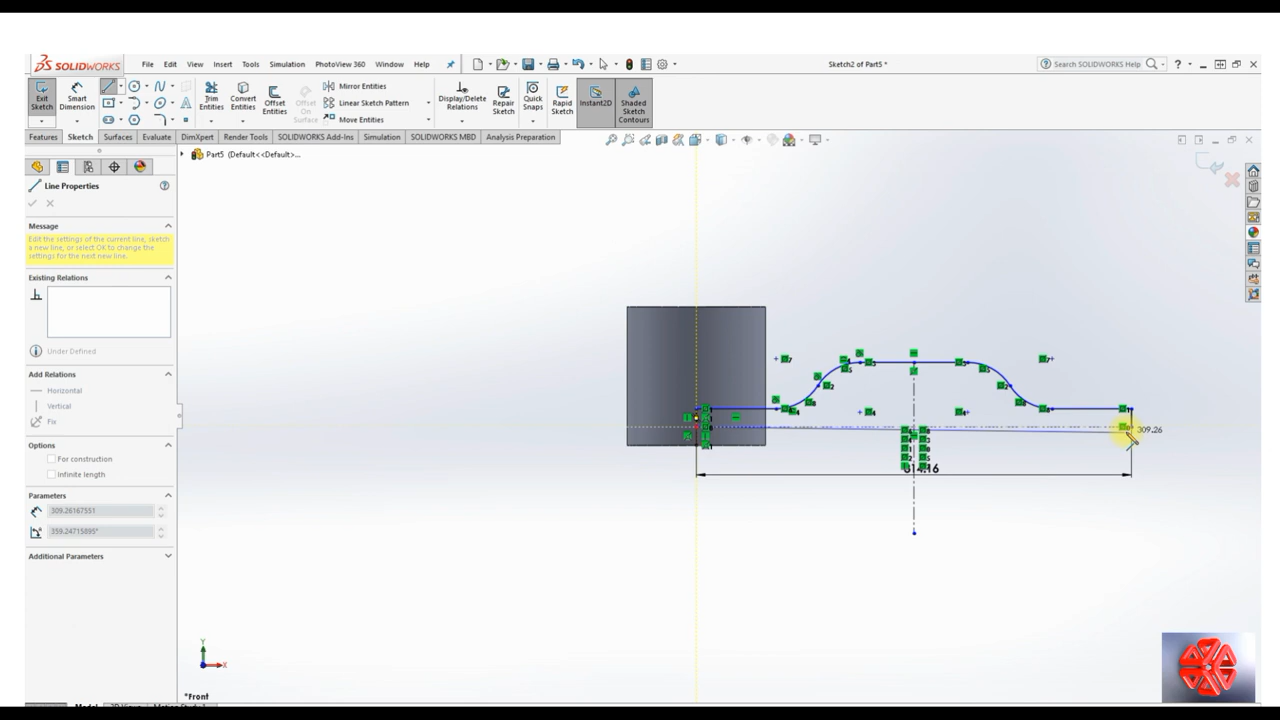 SOLIDWORKS File Edit View Insert Tools Simulation PhotoView 360 Window Help Sketch2 of Part5 * Search SOLIDWORKS Help
Exit Sketch Smart Dimension Trim Entities Convert Entities Offset Entities Offset On Surface Mirror Entities Linear Sketch Pattern Move Entities Display/Delete Relations Repair Sketch Quick Snaps Rapid Sketch Instant2D Shaded Sketch Contours
Features Sketch Surfaces Evaluate DimXpert Render Tools SOLIDWORKS Add-Ins Simulation SOLIDWORKS MBD Analysis Preparation
Part5 (Default<<Default>...
Line Properties
Message
Edit the settings of the current line, sketch
a new line, or select OK to change the
settings for the next new line.
Existing Relations
Under Defined
Add Relations
Horizontal
Vertical
Fix
Options
For construction
Infinite length
Parameters
309.26167551
359.24715895°
Additional Parameters
309.26
314.16
Y
X
*Front
Model